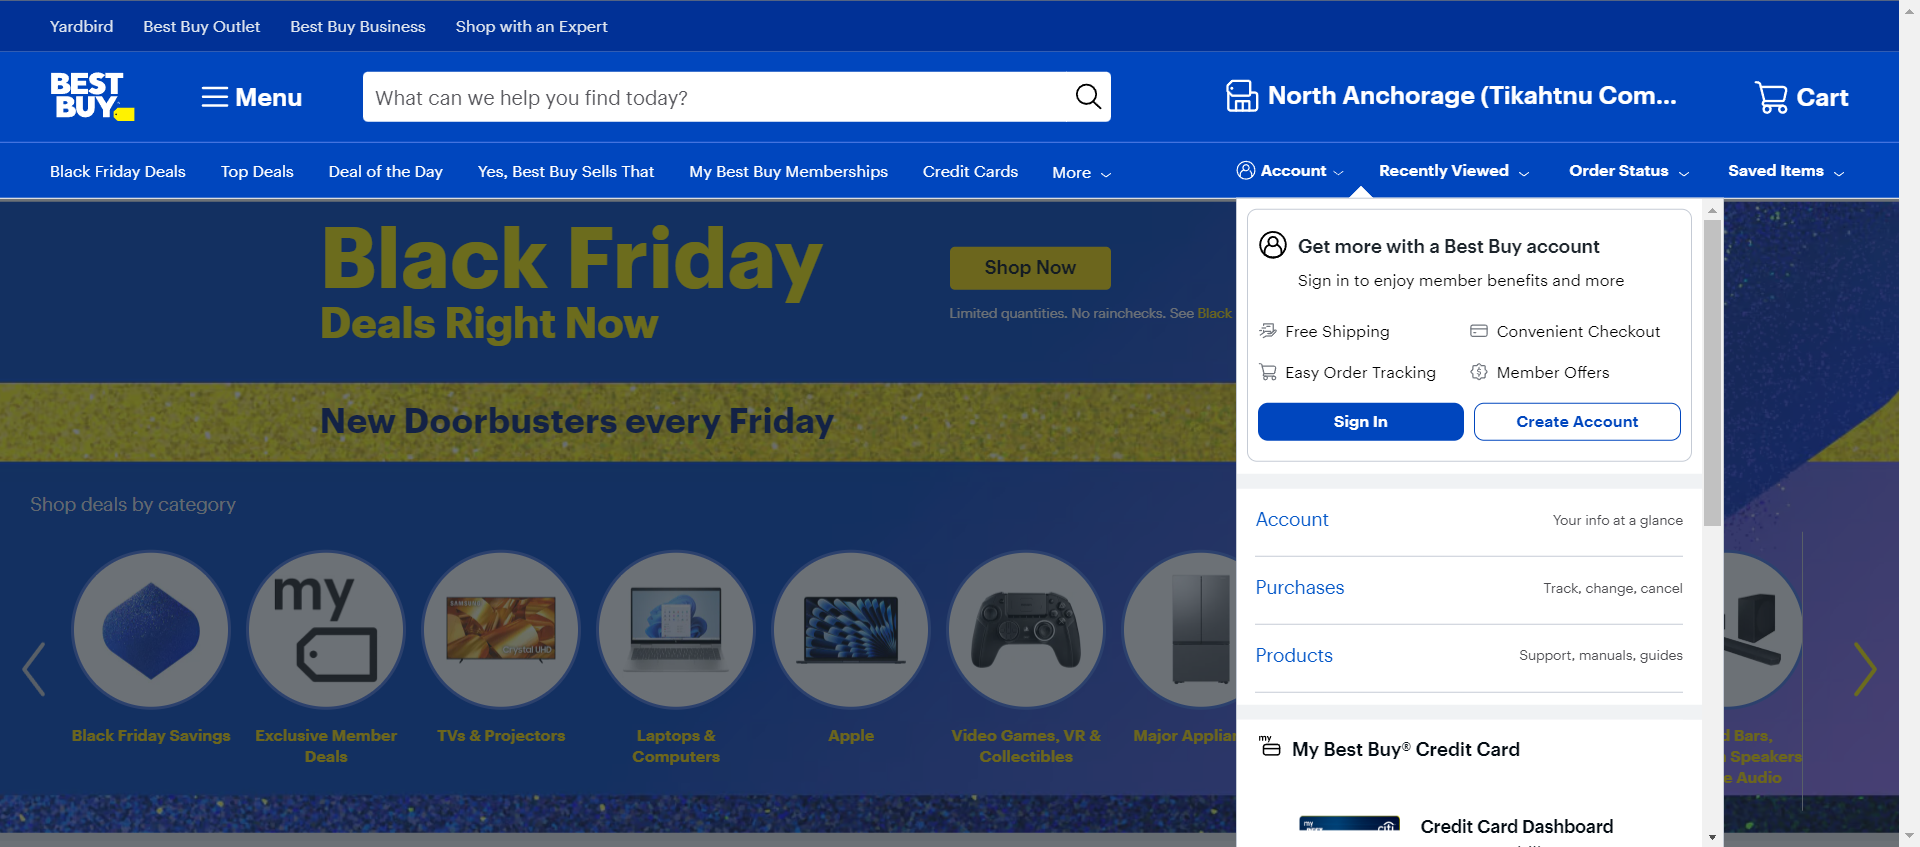 Yardbird Best Buy Outlet Best Buy Business Shop with an Expert
BEST
BUY
Menu
What can we help you find today?
North Anchorage (Tikahtnu Com...
Cart
Black Friday Deals Top Deals Deal of the Day Yes, Best Buy Sells That My Best Buy Memberships Credit Cards More
Account Recently Viewed Order Status Saved Items
Black Friday
Deals Right Now
Shop Now
Limited quantities. No rainchecks. See Black
New Doorbusters every Friday
Shop deals by category
my
SAMSUNG
Crystal UHD
Black Friday Savings
Exclusive Member
Deals
TVs & Projectors
Laptops &
Computers
Apple
Video Games, VR &
Collectibles
Major Applian
d Bars,
Speakers
e Audio
Get more with a Best Buy account
Sign in to enjoy member benefits and more
Free Shipping
Convenient Checkout
Easy Order Tracking
Member Offers
Sign In
Create Account
Account
Your info at a glance
Purchases
Track, change, cancel
Products
Support, manuals, guides
my
My Best Buy® Credit Card
my
citi
Credit Card Dashboard